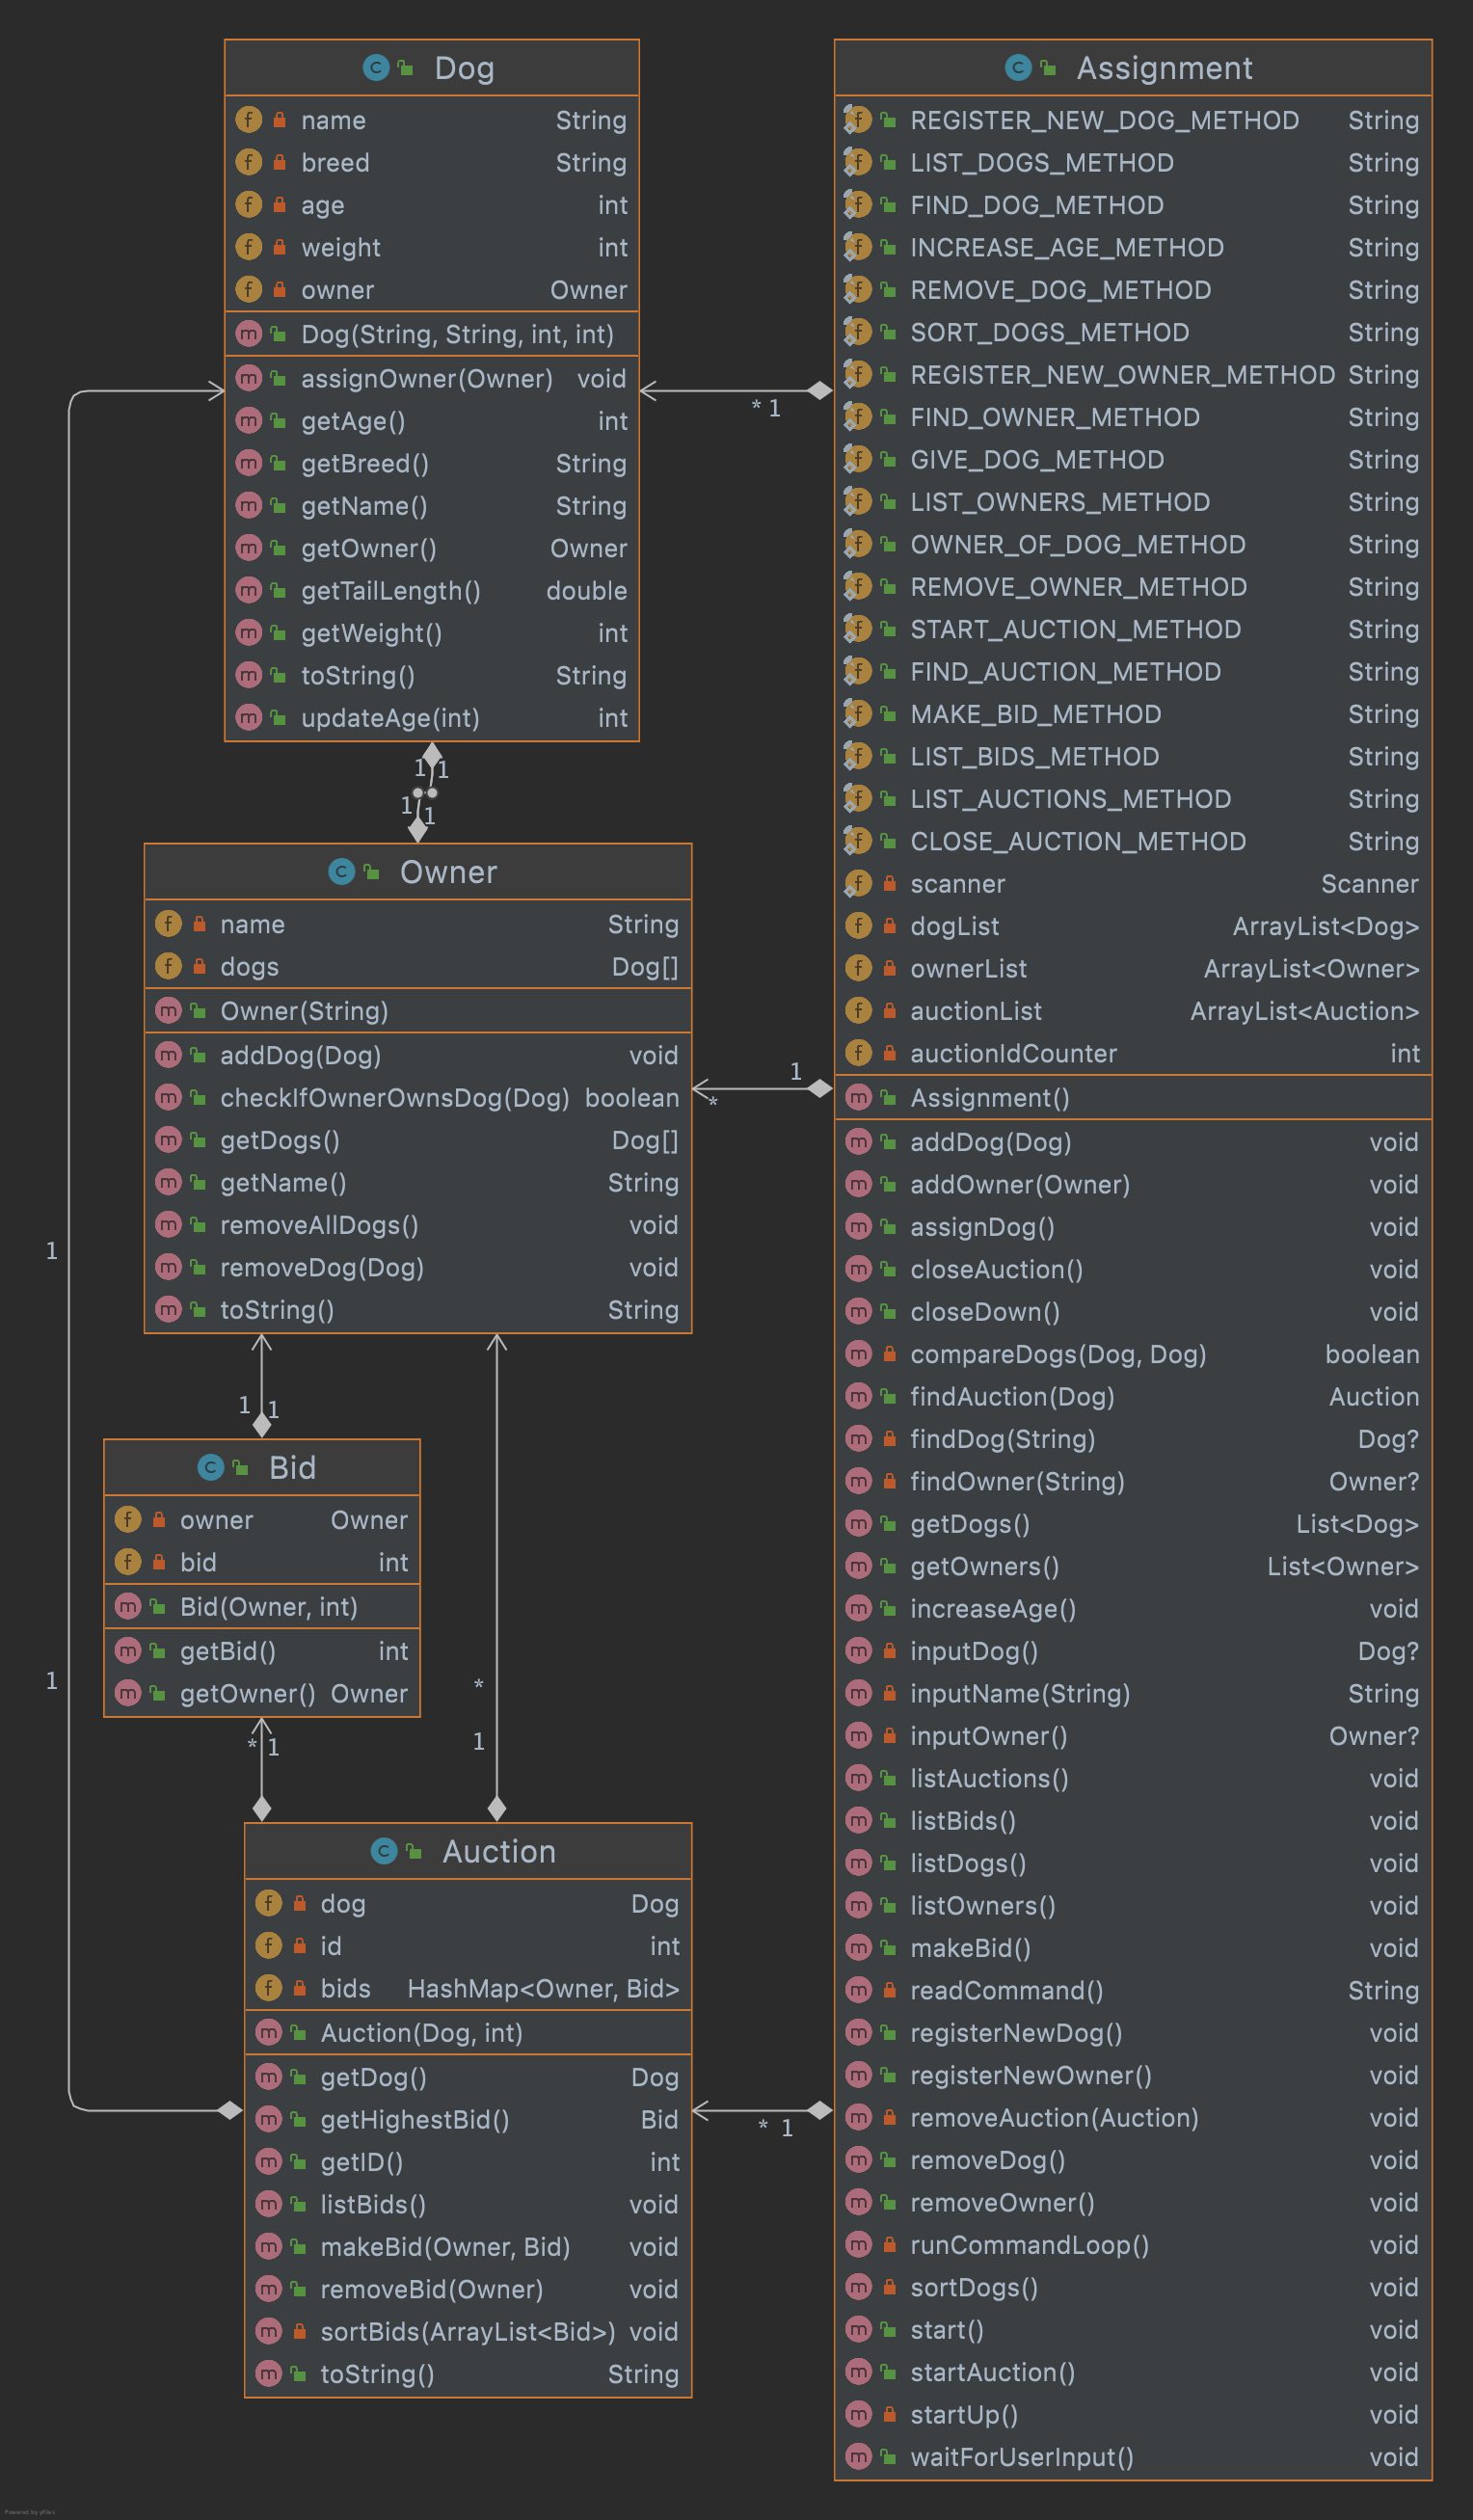 Dog
name String
breed String
age int
weight int
owner Owner
Dog(String, String, int, int)
assignOwner(Owner) void
getAge() int
getBreed() String
getName() String
getOwner() Owner
getTailLength() double
getWeight() int
toString() String
updateAge(int) int
1 1
1 1
Owner
name String
dogs Dog[]
Owner(String)
addDog(Dog) void
checkIfOwnerOwnsDog(Dog) boolean
getDogs() Dog[]
getName() String
removeAllDogs() void
removeDog(Dog) void
toString() String
1
1 1
Bid
owner Owner
bid int
Bid(Owner, int)
getBid() int
getOwner() Owner
1
*
* 1
1
Auction
dog Dog
id int
bids HashMap<Owner, Bid>
Auction(Dog, int)
getDog() Dog
getHighestBid() Bid
getID() int
listBids() void
makeBid(Owner, Bid) void
removeBid(Owner) void
sortBids(ArrayList<Bid>) void
toString() String
* 1
1
*
* 1
Assignment
REGISTER_NEW_DOG_METHOD String
LIST_DOGS_METHOD String
FIND_DOG_METHOD String
INCREASE_AGE_METHOD String
REMOVE_DOG_METHOD String
SORT_DOGS_METHOD String
REGISTER_NEW_OWNER_METHOD String
FIND_OWNER_METHOD String
GIVE_DOG_METHOD String
LIST_OWNERS_METHOD String
OWNER_OF_DOG_METHOD String
REMOVE_OWNER_METHOD String
START_AUCTION_METHOD String
FIND_AUCTION_METHOD String
MAKE_BID_METHOD String
LIST_BIDS_METHOD String
LIST_AUCTIONS_METHOD String
CLOSE_AUCTION_METHOD String
scanner Scanner
dogList ArrayList<Dog>
ownerList ArrayList<Owner>
auctionList ArrayList<Auction>
auctionIdCounter int
Assignment()
addDog(Dog) void
addOwner(Owner) void
assignDog() void
closeAuction() void
closeDown() void
compareDogs(Dog, Dog) boolean
findAuction(Dog) Auction
findDog(String) Dog?
findOwner(String) Owner?
getDogs() List<Dog>
getOwners() List<Owner>
increaseAge() void
inputDog() Dog?
inputName(String) String
inputOwner() Owner?
listAuctions() void
listBids() void
listDogs() void
listOwners() void
makeBid() void
readCommand() String
registerNewDog() void
registerNewOwner() void
removeAuction(Auction) void
removeDog() void
removeOwner() void
runCommandLoop() void
sortDogs() void
start() void
startAuction() void
startUp() void
waitForUserInput() void
Powered by yFiles